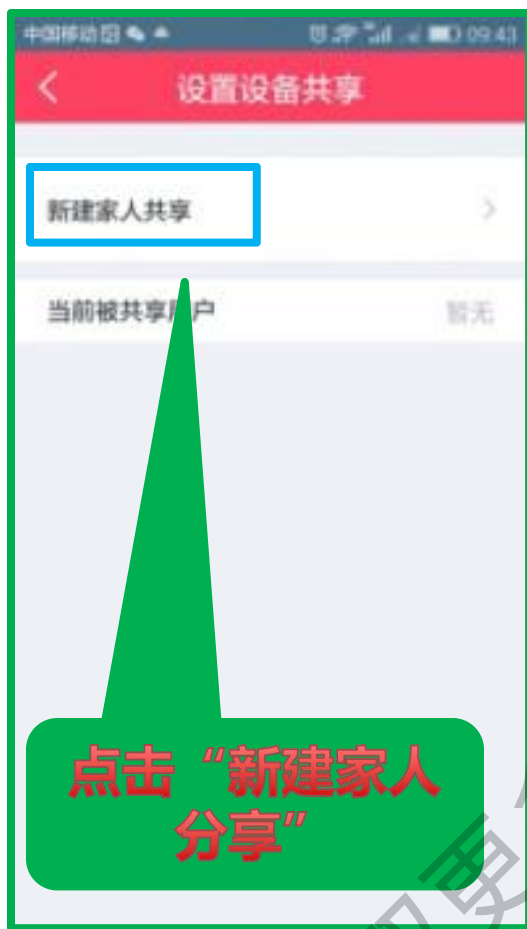 中国移动 09:43
设置设备共享
新建家人共享
当前被共享用户 暂无
点击“新建家人
分享”